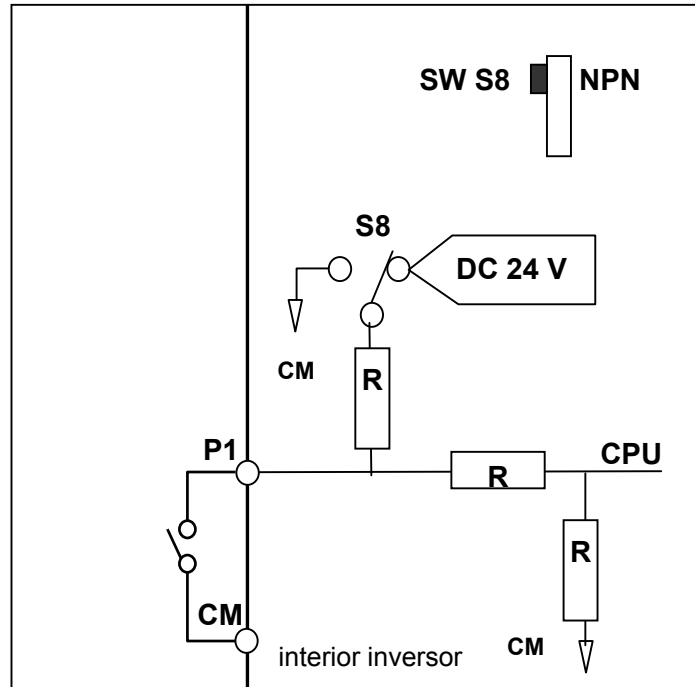 SW S8 NPN
S8
DC 24 V
CM
R
P1
R
CPU
R
CM
CM
interior inversor